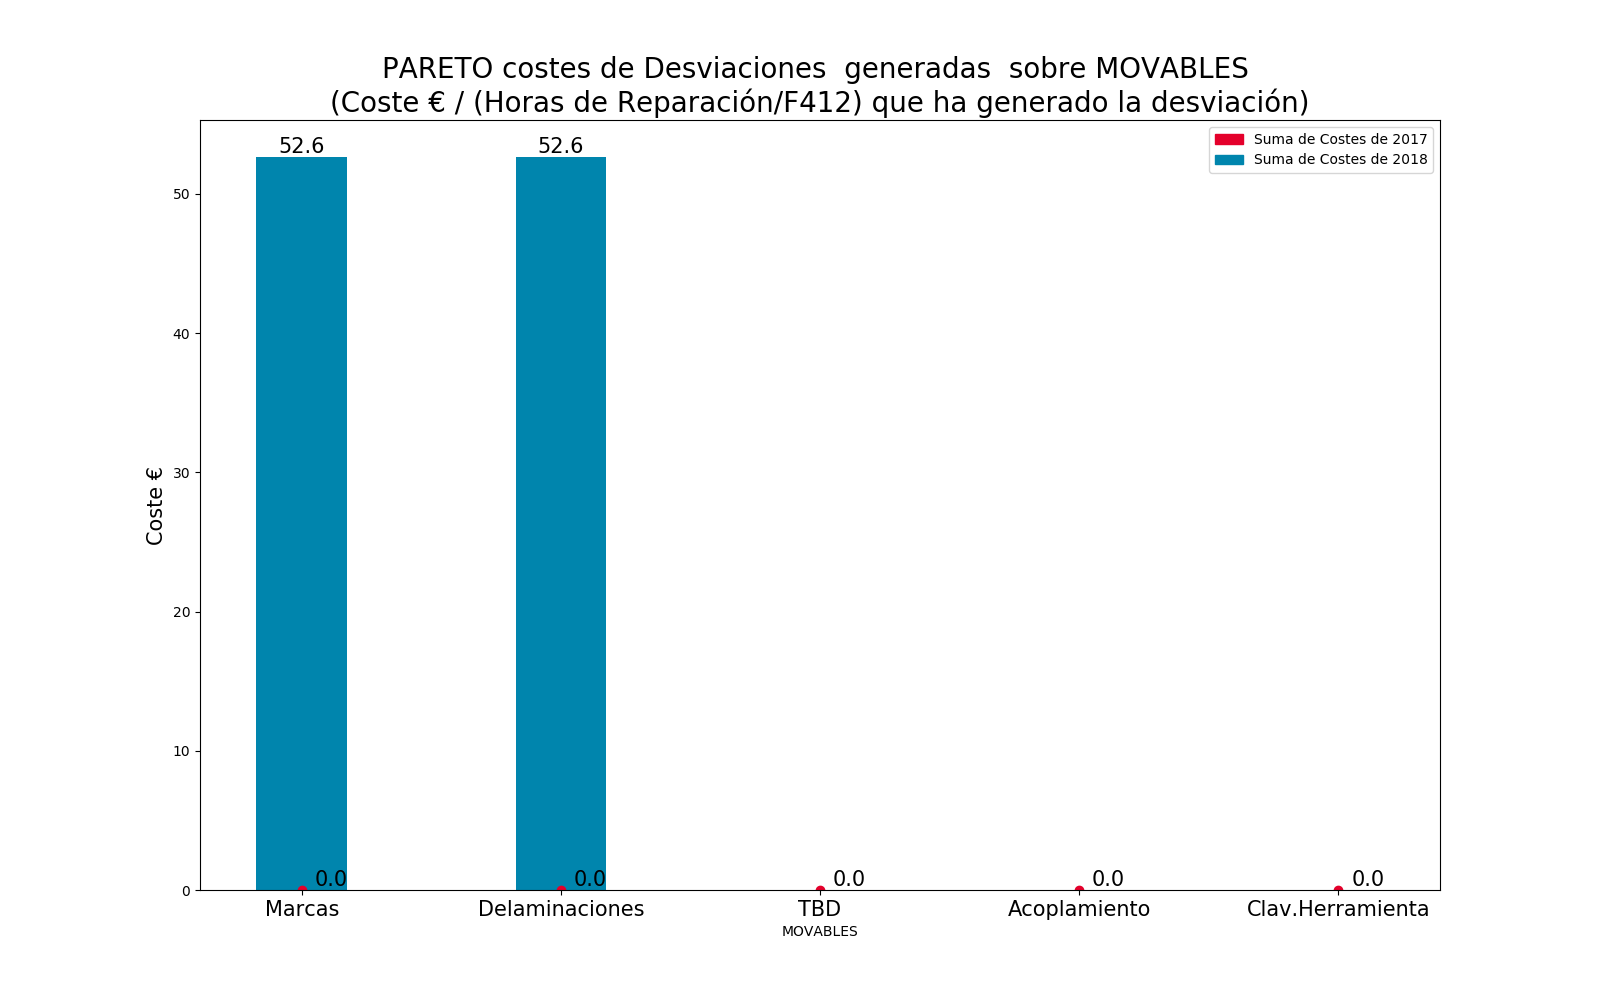 PARETO costes de Desviaciones  generadas  sobre MOVABLES
(Coste € / (Horas de Reparación/F412) que ha generado la desviación)
Suma de Costes de 2017
Suma de Costes de 2018
52.6
52.6
50
40
30
20
10
0
Coste €
0.0
0.0
0.0
0.0
0.0
Marcas
Delaminaciones
TBD
Acoplamiento
Clav.Herramienta
MOVABLES